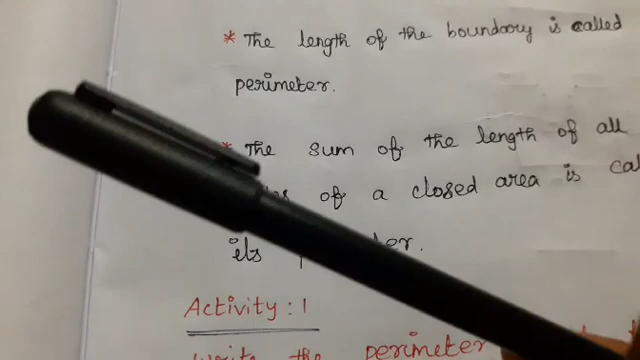 * The length of the boundary is called
perimeter.
* The sum of the length of all
of a closed area is
its
Activity : 1
write the perimeter